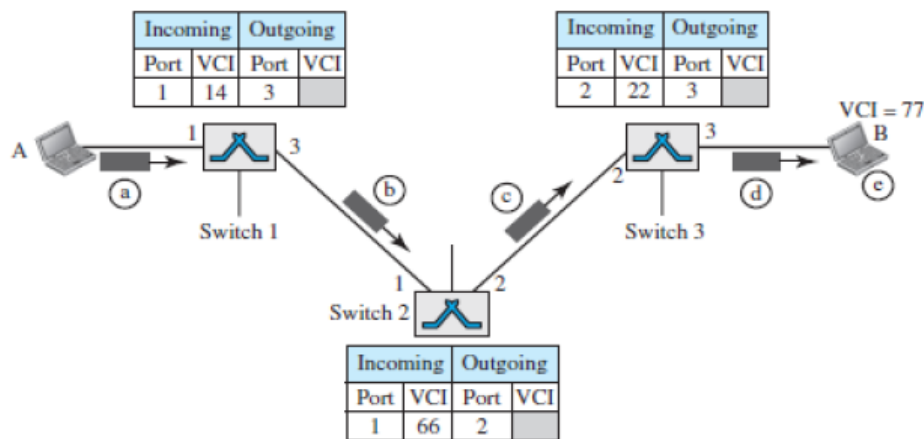 Incoming Outgoing
Port VCI Port VCI
1 14 3
Incoming Outgoing
Port VCI Port VCI
2 22 3
VCI = 77
A
1
3
a
Switch 1
b
c
2
3
d
B
e
Switch 3
1
2
Switch 2
Incoming Outgoing
Port VCI Port VCI
1 66 2